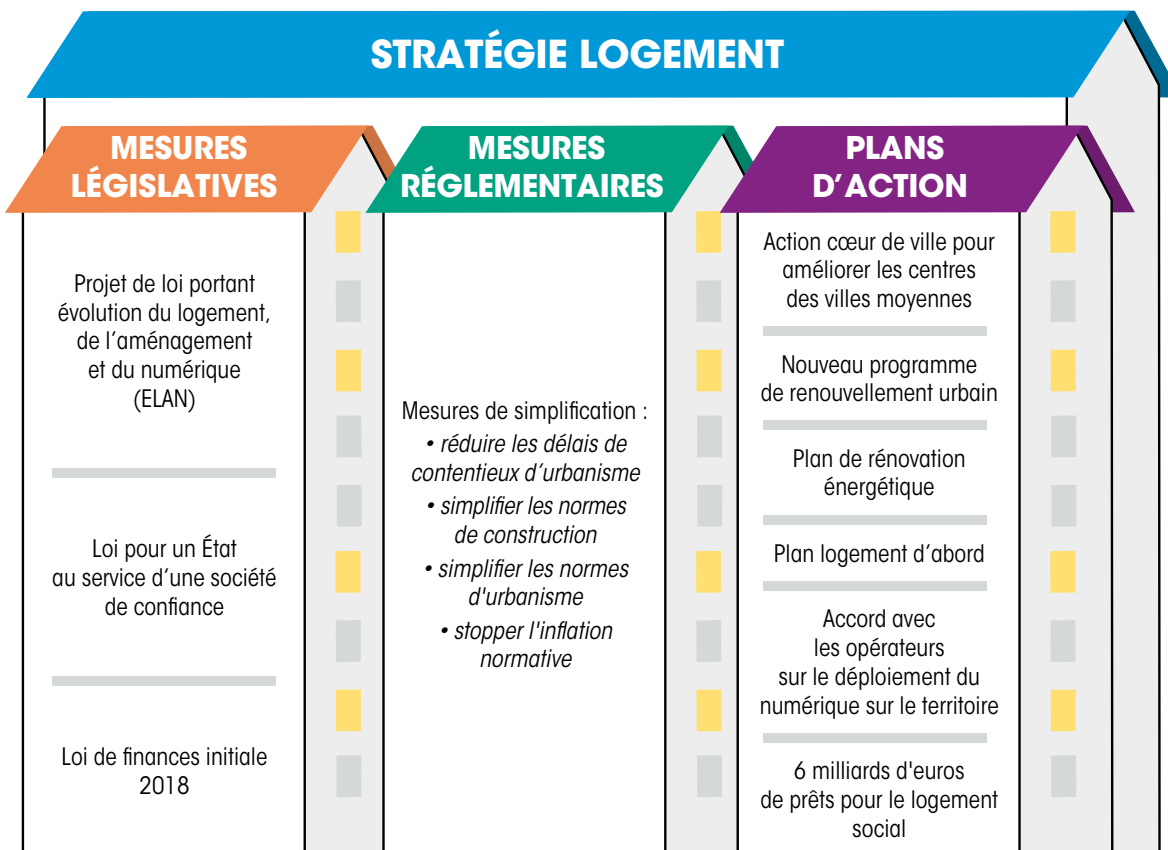 STRATÉGIE LOGEMENT
MESURES
LÉGISLATIVES
Projet de loi portant
évolution du logement,
de l'aménagement
et du numérique
(ELAN)
Loi pour un État
au service d'une société
de confiance
Loi de finances initiale
2018
MESURES
RÉGLEMENTAIRES
Mesures de simplification :
• réduire les délais de
contentieux d'urbanisme
• simplifier les normes
de construction
• simplifier les normes
d'urbanisme
• stopper l'inflation
normative
PLANS
D'ACTION
Action cœur de ville pour
améliorer les centres
des villes moyennes
Nouveau programme
de renouvellement urbain
Plan de rénovation
énergétique
Plan logement d'abord
Accord avec
les opérateurs
sur le déploiement du
numérique sur le territoire
6 milliards d'euros
de prêts pour le logement
social